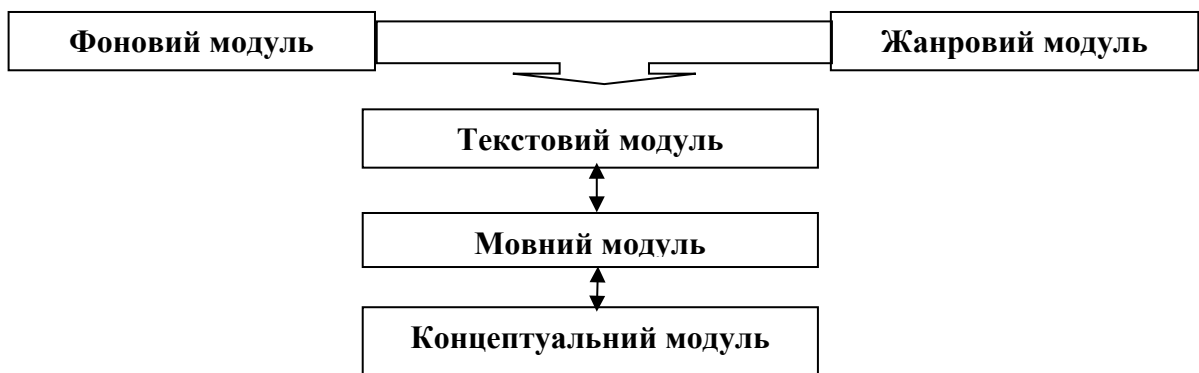 Фоновий модуль
Жанровий модуль
Текстовий модуль
Мовний модуль
Концептуальний модуль